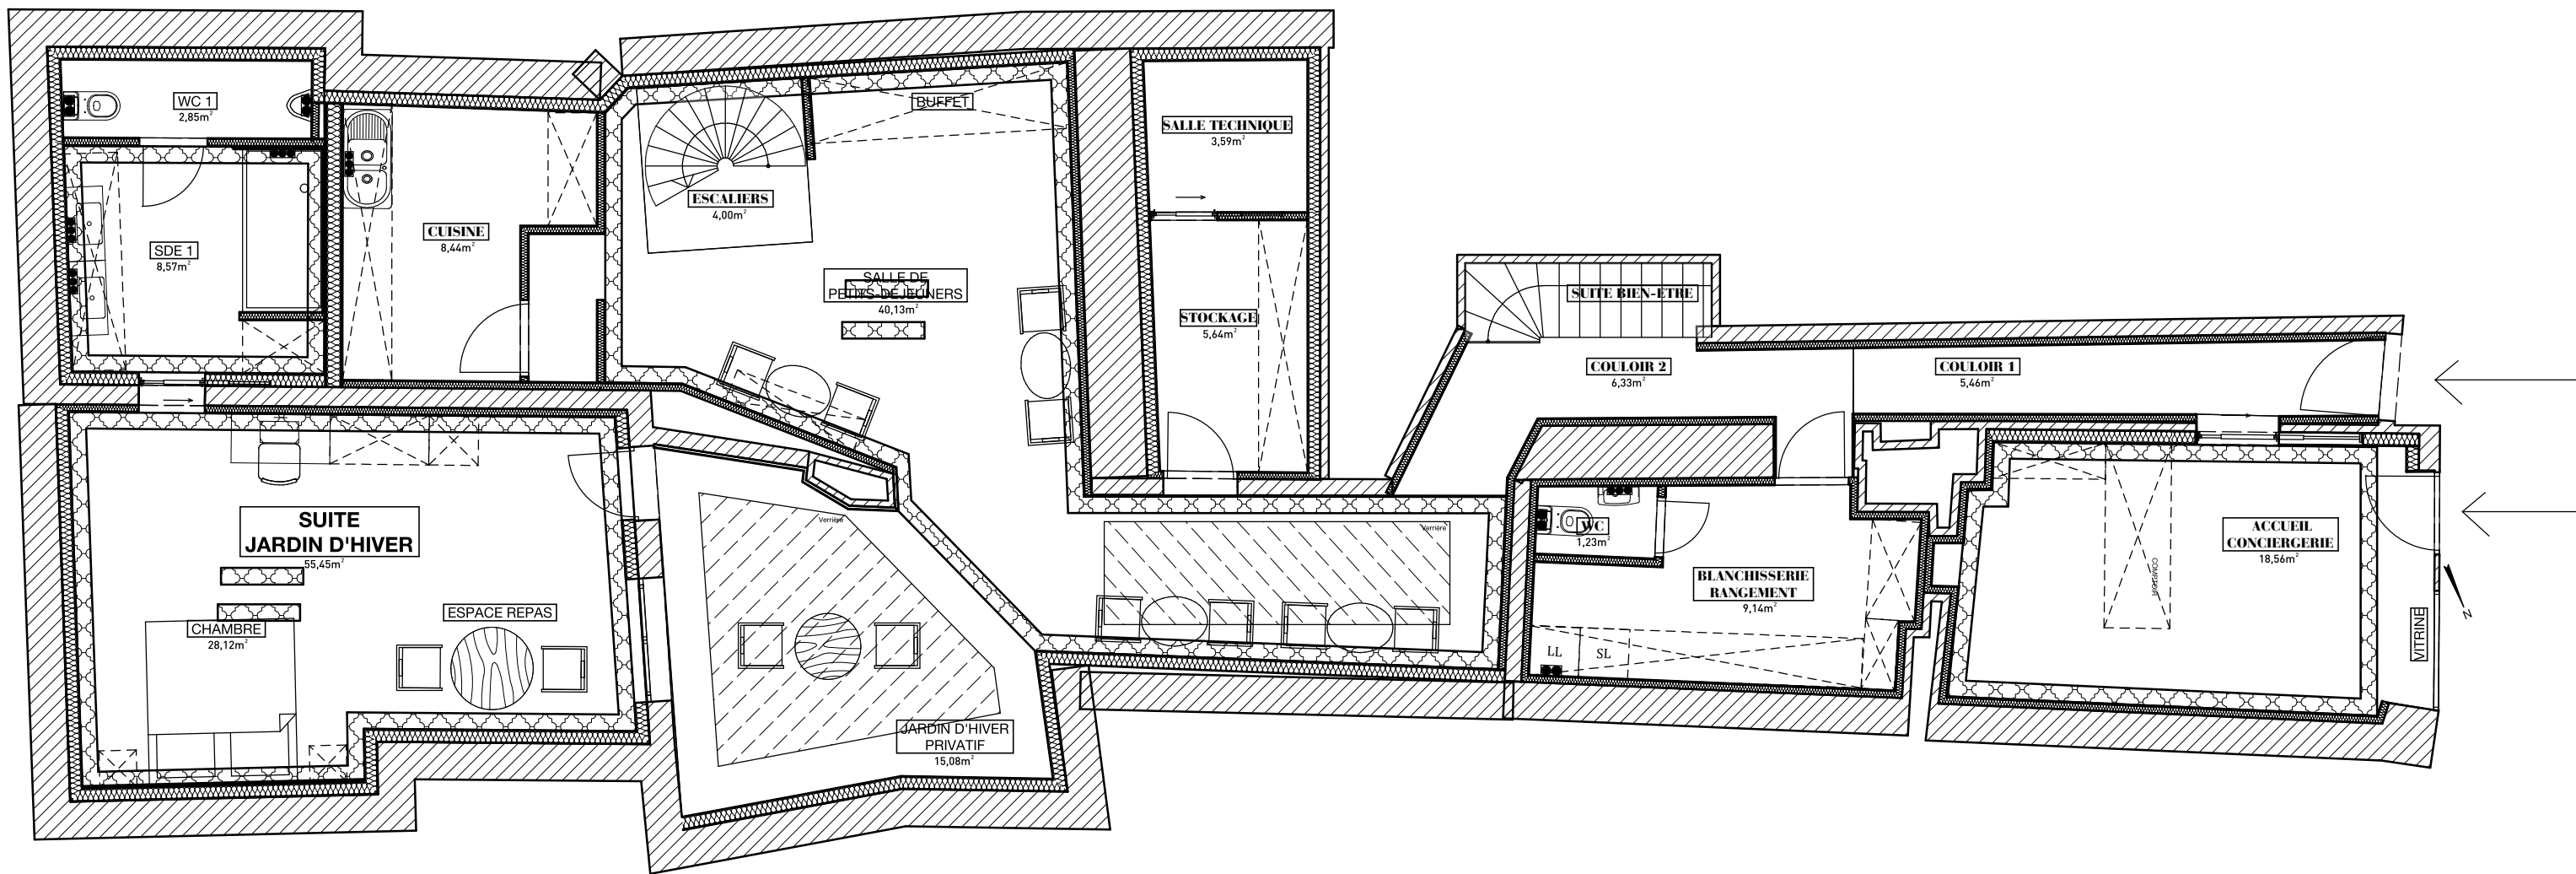 WC 1
2,85m²
BUFFET
SALLE TECHNIQUE
3,59m²
ESCALIERS
4,00m²
CUISINE
8,44m²
SDE 1
8,57m²
SALLE DE
PETITS-DEJEUNERS
40,13m²
STOCKAGE
5,64m²
SUITE BIEN-ETRE
COULOIR 2
6,33m²
COULOIR 1
5,46m²
SUITE
JARDIN D'HIVER
55,45m²
Verrière
Verrière
WC
1,23m²
ACCUEIL
CONCIERGERIE
18,56m²
COMPTOIR
BLANCHISSERIE
RANGEMENT
9,14m²
N
ESPACE REPAS
CHAMBRE
28,12m²
VITRINE
LL
SL
JARDIN D'HIVER
PRIVATIF
15,08m²